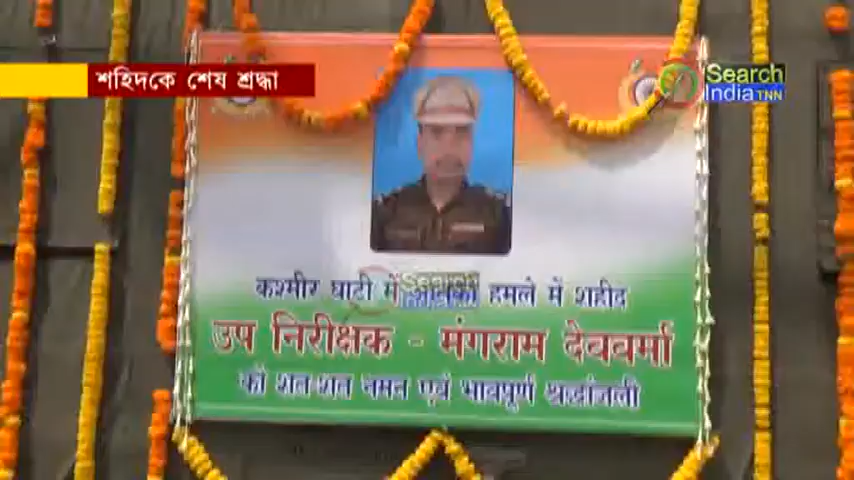 শহিদকে শেষ শ্রদ্ধা
Search
India TNN
कश्मीर घाटी में हमले में शहीद
Search
उप निरीक्षक - मंगराम देववर्मा
को शत शत नमन एवं भावपूर्ण श्रद्धांजली